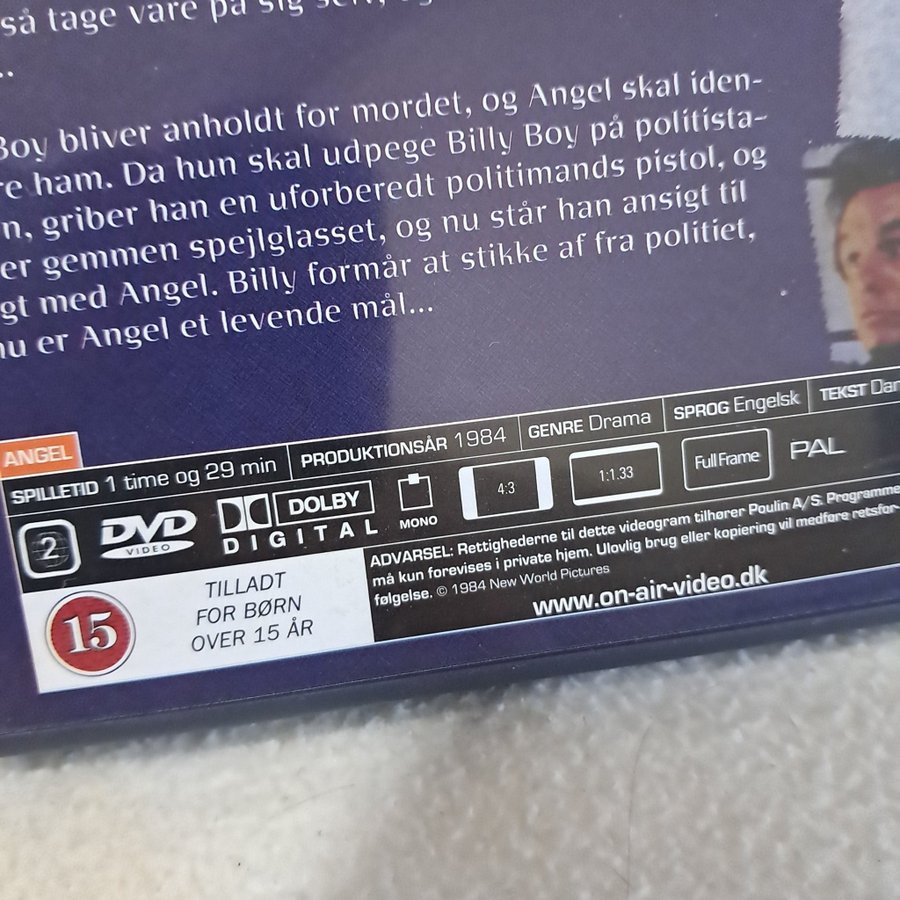 så tage vare på sig selv, og
...
Boy bliver anholdt for mordet, og Angel skal iden-
re ham. Da hun skal udpege Billy Boy på politista-
n, griber han en uforberedt politimands pistol, og
er gemmen spejlglasset, og nu står han ansigt til
gt med Angel. Billy formår at stikke af fra politiet,
nu er Angel et levende mål...
ANGEL
SPILLETID 1 time og 29 min PRODUKTIONSÅR 1984 GENRE Drama SPROG Engelsk TEKST Dan
2 DVD VIDEO DOLBY DIGITAL MONO 4:3 1:1.33 Full Frame PAL
ADVARSEL: Rettighederne til dette videogram tilhører Poulin A/S. Programme
må kun forevises i private hjem. Ulovlig brug eller kopiering vil medføre retsfor-
følgelse. © 1984 New World Pictures
www.on-air-video.dk
15
TILLADT
FOR BØRN
OVER 15 ÅR